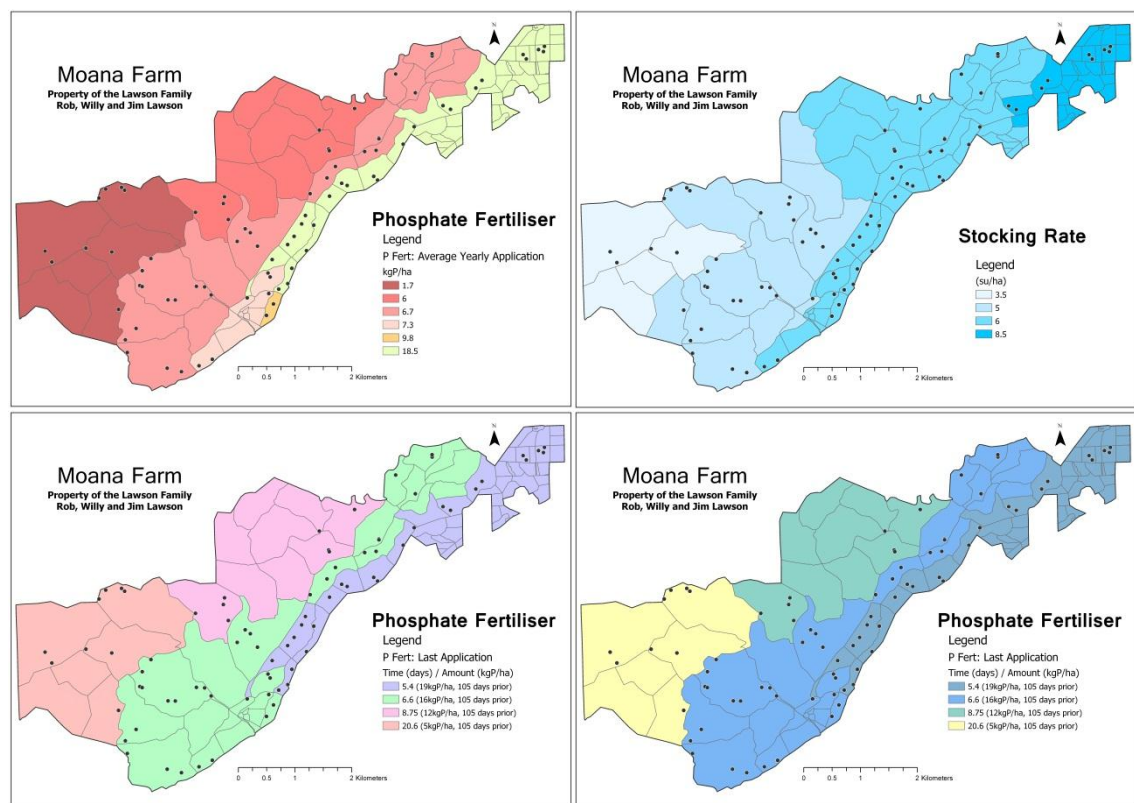 N
Moana Farm
Property of the Lawson Family
Rob, Willy and Jim Lawson
Phosphate Fertiliser
Legend
P Fert: Average Yearly Application
kgP/ha
1.7
6
6.7
7.3
9.8
18.5
0 0.5 1 2 Kilometers
N
Moana Farm
Property of the Lawson Family
Rob, Willy and Jim Lawson
Stocking Rate
Legend
(su/ha)
3.5
5
6
8.5
0 0.5 1 2 Kilometers
N
Moana Farm
Property of the Lawson Family
Rob, Willy and Jim Lawson
Phosphate Fertiliser
Legend
P Fert: Last Application
Time (days) / Amount (kgP/ha)
5.4 (19kgP/ha, 105 days prior)
6.6 (16kgP/ha, 105 days prior)
8.75 (12kgP/ha, 105 days prior)
20.6 (5kgP/ha, 105 days prior)
0 0.5 1 2 Kilometers
N
Moana Farm
Property of the Lawson Family
Rob, Willy and Jim Lawson
Phosphate Fertiliser
Legend
P Fert: Last Application
Time (days) / Amount (kgP/ha)
5.4 (19kgP/ha, 105 days prior)
6.6 (16kgP/ha, 105 days prior)
8.75 (12kgP/ha, 105 days prior)
20.6 (5kgP/ha, 105 days prior)
0 0.5 1 2 Kilometers